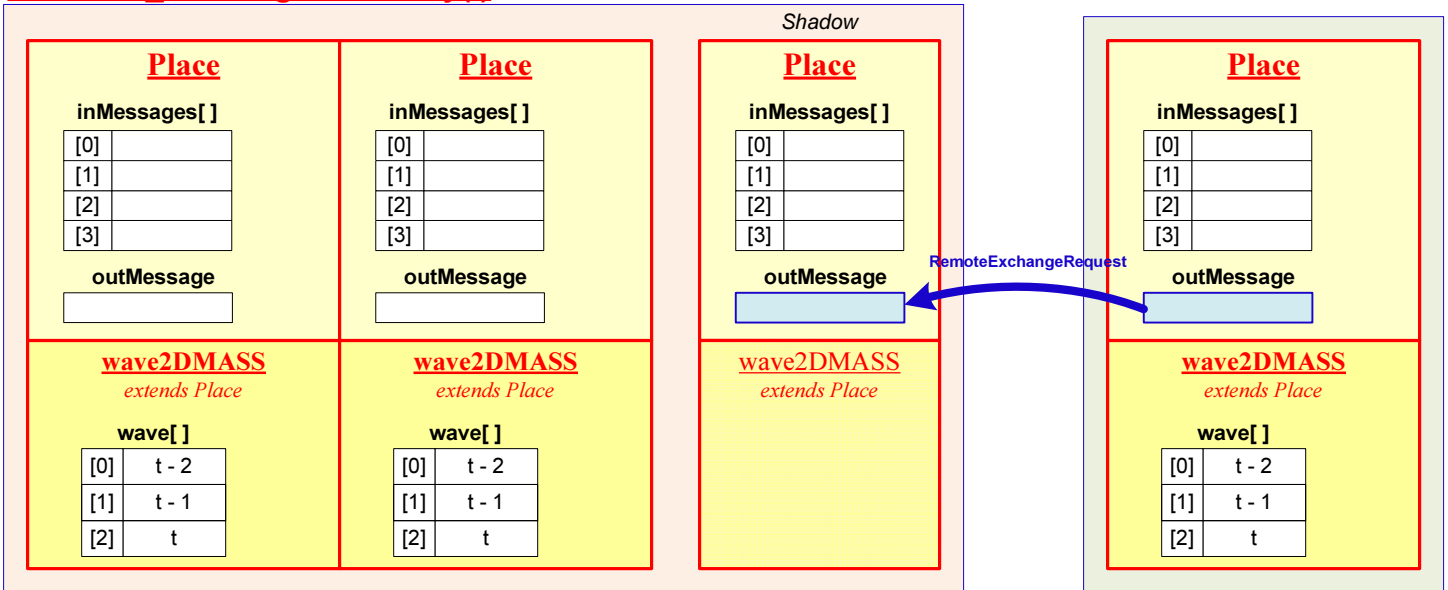 Shadow
Place
inMessages[ ]
[0]
[1]
[2]
[3]
outMessage
wave2DMASS
extends Place
wave[ ]
[0] t - 2
[1] t - 1
[2] t
Place
inMessages[ ]
[0]
[1]
[2]
[3]
outMessage
wave2DMASS
extends Place
wave[ ]
[0] t - 2
[1] t - 1
[2] t
Place
inMessages[ ]
[0]
[1]
[2]
[3]
outMessage
wave2DMASS
extends Place
RemoteExchangeRequest
Place
inMessages[ ]
[0]
[1]
[2]
[3]
outMessage
wave2DMASS
extends Place
wave[ ]
[0] t - 2
[1] t - 1
[2] t